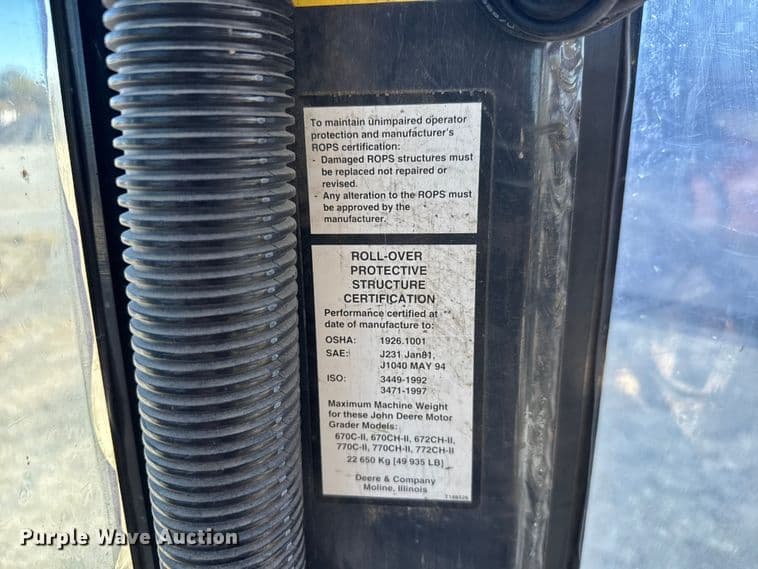 To maintain unimpaired operator
protection and manufacturer's
ROPS certification:
- Damaged ROPS structures must
be replaced not repaired or
revised.
- Any alteration to the ROPS must
be approved by the
manufacturer.
ROLL-OVER
PROTECTIVE
STRUCTURE
CERTIFICATION
Performance certified at
date of manufacture to:
OSHA: 1926.1001
SAE: J231 Jan81,
J1040 MAY 94
ISO: 3449-1992
3471-1997
Maximum Machine Weight
for these John Deere Motor
Grader Models:
670C-II, 670CH-II, 672CH-II,
770C-II, 770CH-II, 772CH-II
22 650 Kg [49 935 LB]
Deere & Company
Moline, Illinois
Purple Wave Auction